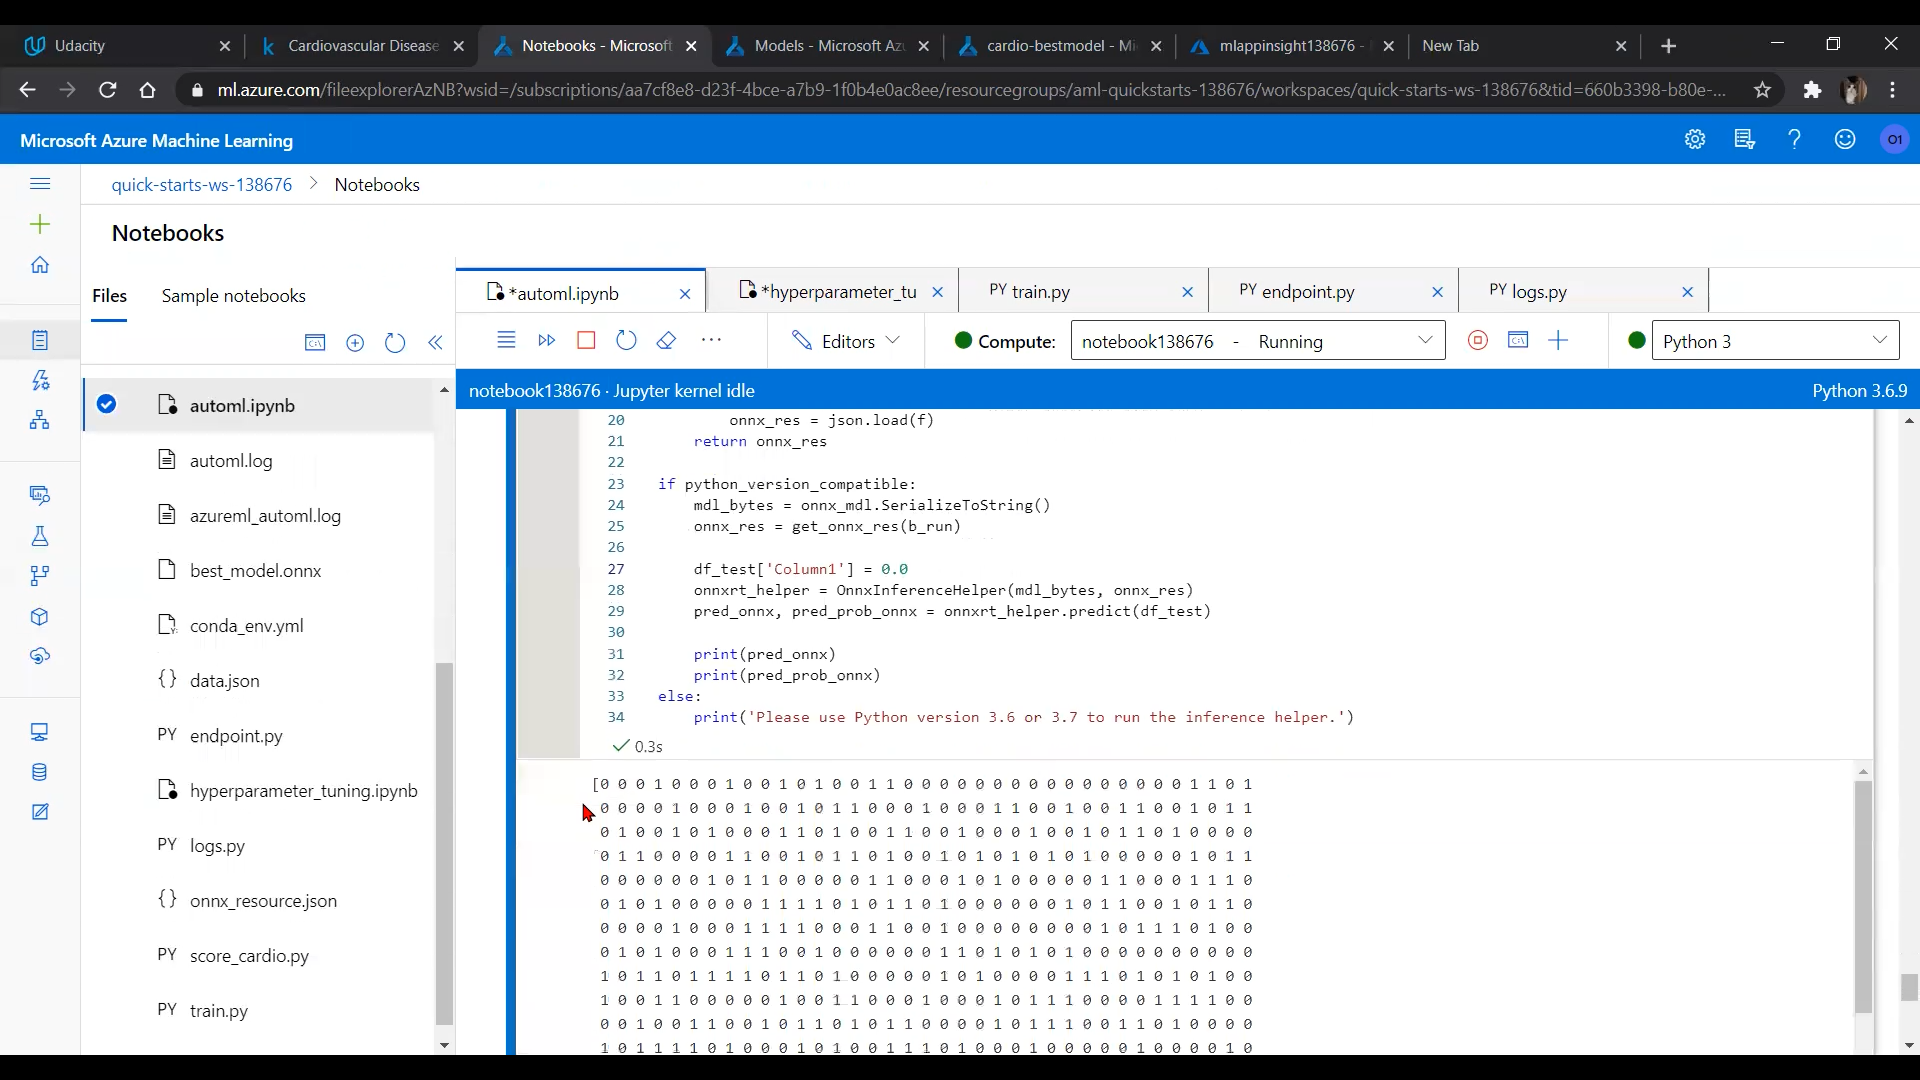 Udacity
Cardiovascular Disease
Notebooks - Microsoft
Models - Microsoft Az
cardio-bestmodel - Mi
mlappinsight138676 -
New Tab
ml.azure.com/fileexplorerAzNB?wsid=/subscriptions/aa7cf8e8-d23f-4bce-a7b9-1f0b4e0ac8ee/resourcegroups/aml-quickstarts-138676/workspaces/quick-starts-ws-138676&tid=660b3398-b80e-...
Microsoft Azure Machine Learning
O1
quick-starts-ws-138676 > Notebooks
Notebooks
Files
Sample notebooks
*automl.ipynb
*hyperparameter_tu
PY train.py
PY endpoint.py
PY logs.py
Editors
Compute: notebook138676 - Running
Python 3
notebook138676 · Jupyter kernel idle
Python 3.6.9
automl.ipynb
automl.log
azureml_automl.log
best_model.onnx
conda_env.yml
{} data.json
PY endpoint.py
hyperparameter_tuning.ipynb
PY logs.py
{} onnx_resource.json
PY score_cardio.py
PY train.py
20 onnx_res = json.load(f)
21 return onnx_res
22
23 if python_version_compatible:
24 mdl_bytes = onnx_mdl.SerializeToString()
25 onnx_res = get_onnx_res(b_run)
26
27 df_test['Column1'] = 0.0
28 onnxrt_helper = OnnxInferenceHelper(mdl_bytes, onnx_res)
29 pred_onnx, pred_prob_onnx = onnxrt_helper.predict(df_test)
30
31 print(pred_onnx)
32 print(pred_prob_onnx)
33 else:
34 print('Please use Python version 3.6 or 3.7 to run the inference helper.')
0.3s
[0 0 0 1 0 0 0 1 0 0 1 0 1 0 0 1 1 0 0 0 0 0 0 0 0 0 0 0 0 0 0 0 0 1 1 0 1
0 0 0 0 1 0 0 0 1 0 0 1 0 1 1 0 0 0 1 0 0 0 1 1 0 0 1 0 0 1 1 0 0 1 0 1 1
0 1 0 0 1 0 1 0 0 0 1 1 0 1 0 0 1 1 0 0 1 0 0 0 1 0 0 1 0 1 1 0 1 0 0 0 0
0 1 1 0 0 0 0 1 1 0 0 1 0 1 1 0 1 0 0 1 0 1 0 1 0 1 0 1 0 0 0 0 0 1 0 1 1
0 0 0 0 0 0 1 0 1 1 0 0 0 0 0 1 1 0 0 0 1 0 1 0 0 0 0 0 1 1 0 0 0 1 1 1 0
0 1 0 1 0 0 0 0 0 1 1 1 1 0 1 0 1 1 0 1 0 0 0 0 0 0 1 0 1 1 0 0 1 0 1 1 0
0 0 0 0 1 0 0 0 1 1 1 1 0 0 0 1 1 0 0 1 0 0 0 0 0 0 0 0 1 0 1 1 1 0 1 0 0
0 1 0 1 0 0 0 1 1 1 0 0 1 0 0 0 0 0 0 0 1 1 0 1 0 1 0 0 0 0 0 0 0 0 0 0 0
1 0 1 1 0 1 1 1 1 0 1 1 0 1 0 0 0 0 0 1 0 1 0 0 0 0 1 1 1 0 1 0 1 0 1 0 0
1 0 0 1 1 0 0 0 0 0 1 0 0 1 1 0 0 0 1 0 0 0 1 0 1 1 1 0 0 0 0 1 1 1 1 0 0
0 0 1 0 0 1 1 0 0 1 0 1 1 0 1 0 1 1 0 0 0 0 1 0 1 1 1 0 0 1 1 0 1 0 0 0 0
1 0 1 1 1 1 0 1 0 0 0 1 0 1 0 0 1 1 1 0 1 0 0 0 1 0 0 0 0 0 1 0 0 0 0 1 0